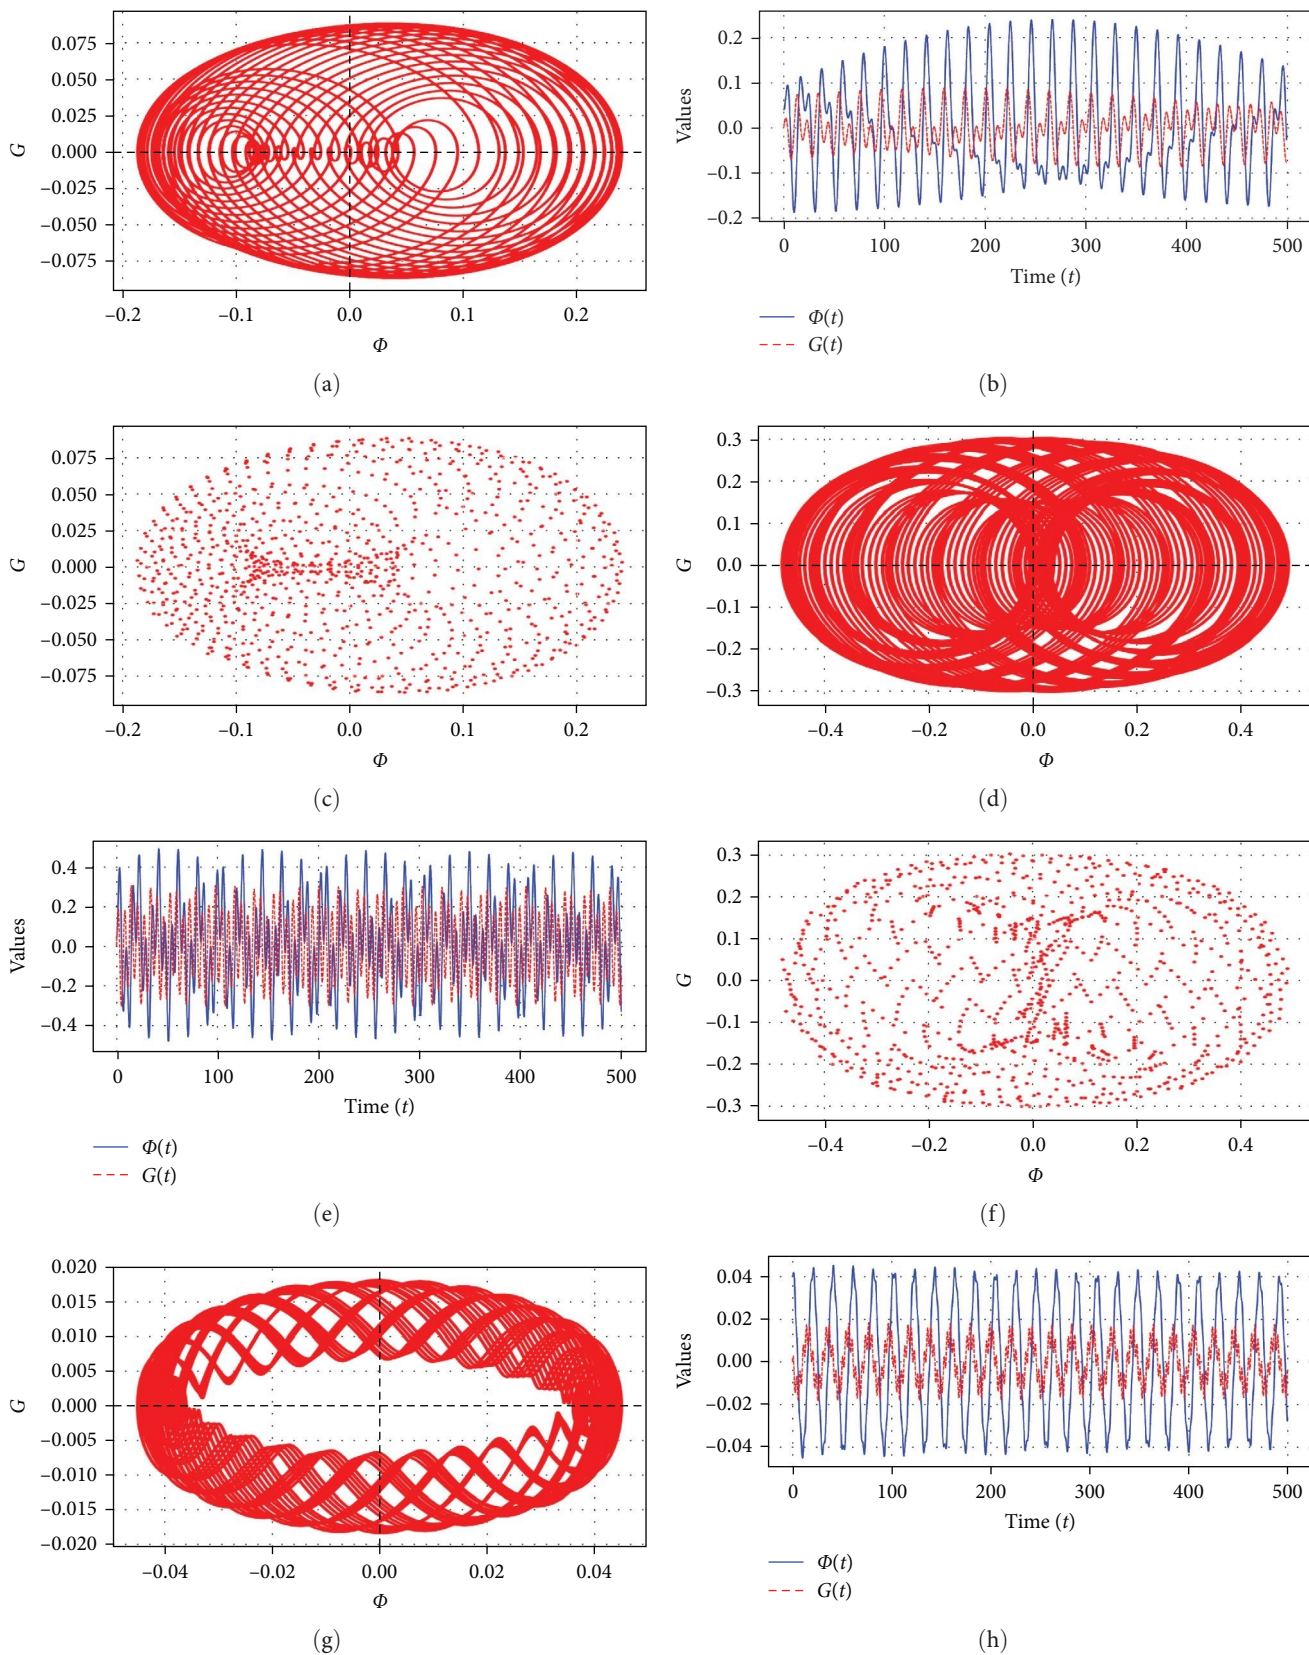 0.075
0.050
0.025
0.000
−0.025
−0.050
−0.075
G
−0.2 −0.1 0.0 0.1 0.2
Φ
(a)
0.2
0.1
0.0
−0.1
−0.2
Values
0 100 200 300 400 500
Time (t)
Φ(t)
G(t)
(b)
0.075
0.050
0.025
0.000
−0.025
−0.050
−0.075
G
−0.2 −0.1 0.0 0.1 0.2
Φ
(c)
0.3
0.2
0.1
0.0
−0.1
−0.2
−0.3
G
−0.4 −0.2 0.0 0.2 0.4
Φ
(d)
0.4
0.2
0.0
−0.2
−0.4
Values
0 100 200 300 400 500
Time (t)
Φ(t)
G(t)
(e)
0.3
0.2
0.1
0.0
−0.1
−0.2
−0.3
G
−0.4 −0.2 0.0 0.2 0.4
Φ
(f)
0.020
0.015
0.010
0.005
0.000
−0.005
−0.010
−0.015
−0.020
G
−0.04 −0.02 0.00 0.02 0.04
Φ
(g)
0.04
0.02
0.00
−0.02
−0.04
Values
0 100 200 300 400 500
Time (t)
Φ(t)
G(t)
(h)